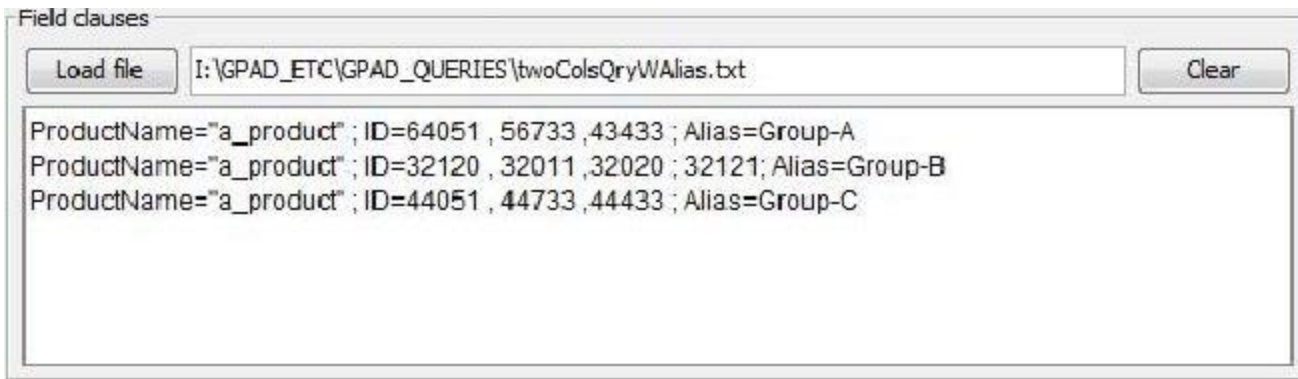 Field clauses
Load file I:\GPAD_ETC\GPAD_QUERIES\twoColsQryWAlias.txt Clear
ProductName="a_product" ; ID=64051 , 56733 ,43433 ; Alias=Group-A
ProductName="a_product" ; ID=32120 , 32011 ,32020 ; 32121; Alias=Group-B
ProductName="a_product" ; ID=44051 , 44733 ,44433 ; Alias=Group-C